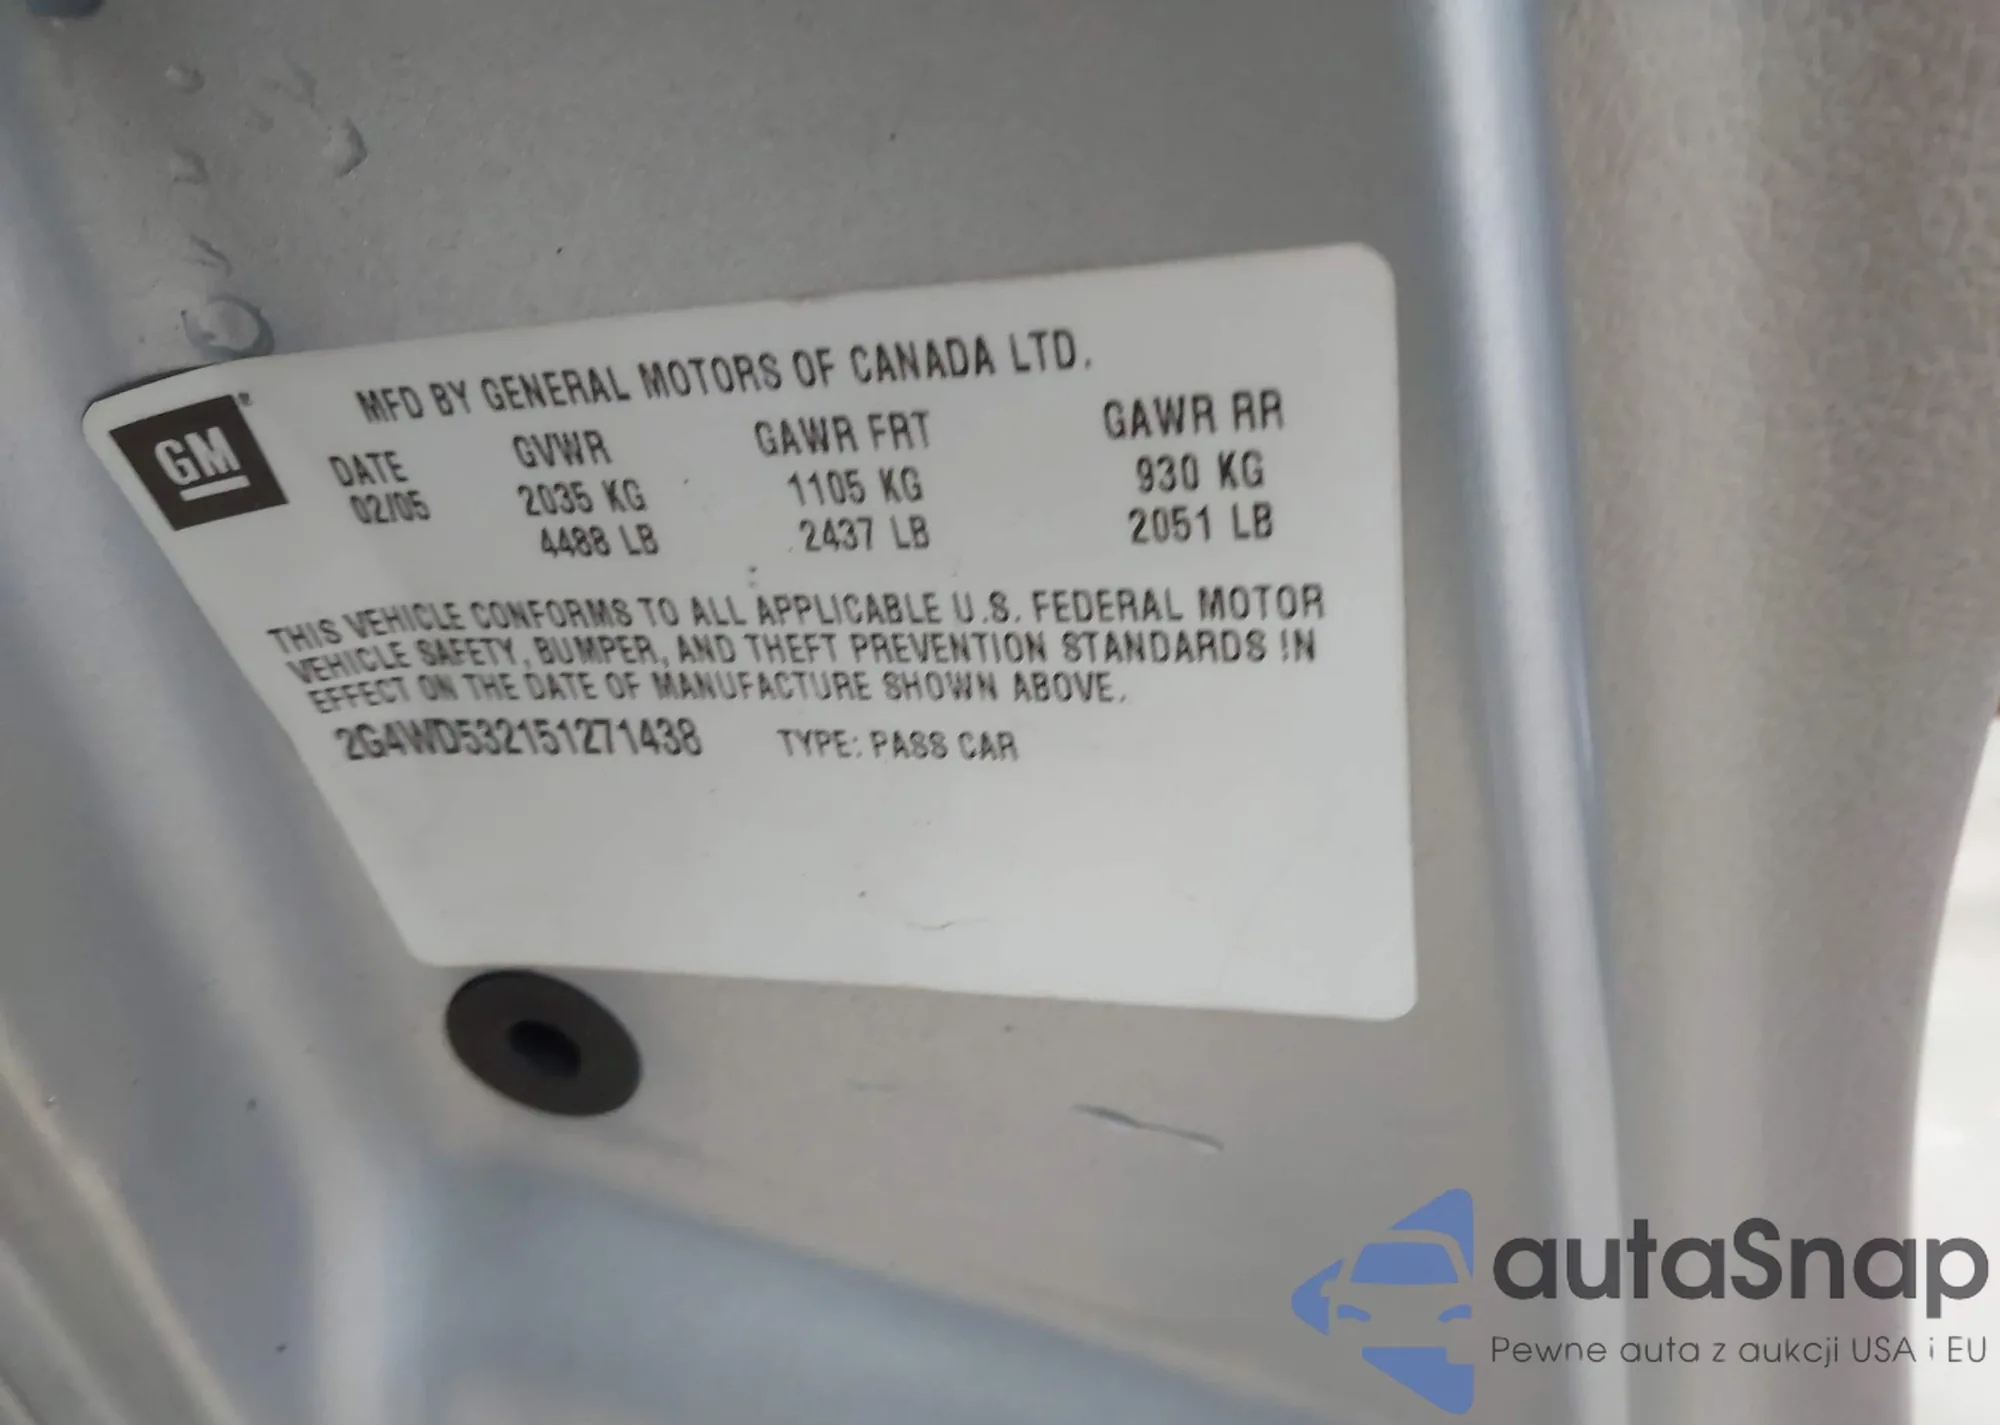 GM®
MFD BY GENERAL MOTORS OF CANADA LTD.
DATE GVWR GAWR FRT GAWR RR
02/05 2035 KG 1105 KG 930 KG
4488 LB 2437 LB 2051 LB
THIS VEHICLE CONFORMS TO ALL APPLICABLE U.S. FEDERAL MOTOR
VEHICLE SAFETY, BUMPER, AND THEFT PREVENTION STANDARDS IN
EFFECT ON THE DATE OF MANUFACTURE SHOWN ABOVE.
2G4WD532151271438 TYPE: PASS CAR
autaSnap
Pewne auta z aukcji USA i EU